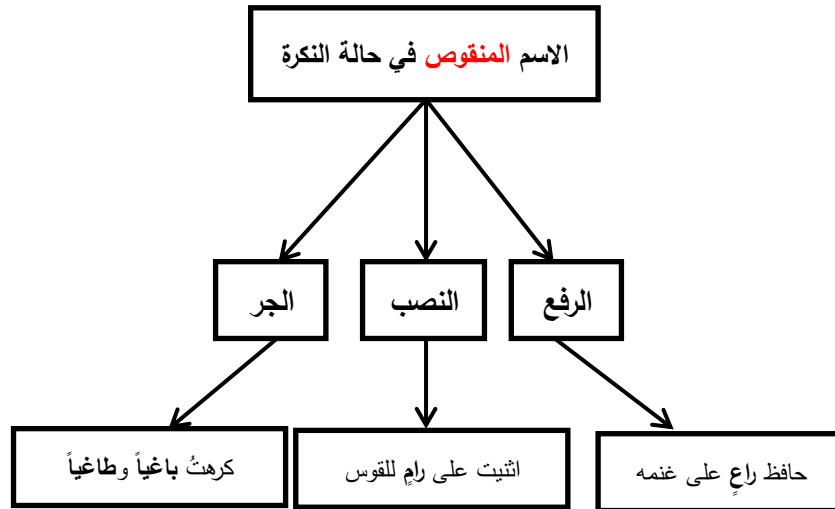 الاسم المنقوص في حالة النكرة
الرفع
النصب
الجر
حافظ راعٍ على غنمه
اثنيت على رامٍ للقوس
كرهتُ باغياً وطاغياً